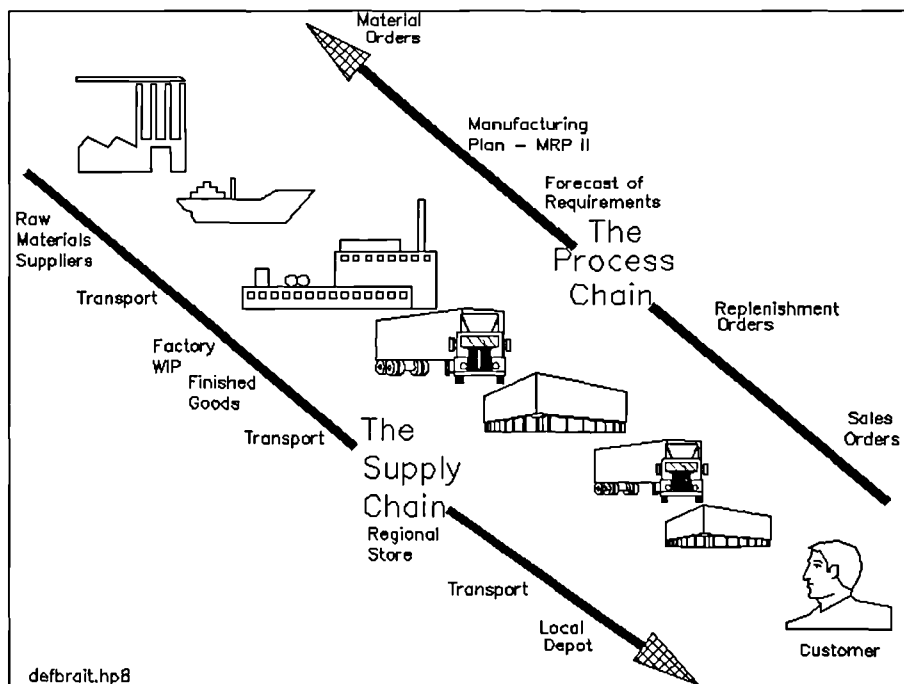 Material
Orders
Manufacturing
Plan – MRP II
Forecast of
Requirements
The
Process
Chain
Replenishment
Orders
Sales
Orders
Raw
Materials
Suppliers
Transport
Factory
WIP
Finished
Goods
Transport
The
Supply
Chain
Regional
Store
Transport
Local
Depot
Customer
defbrait.hp8